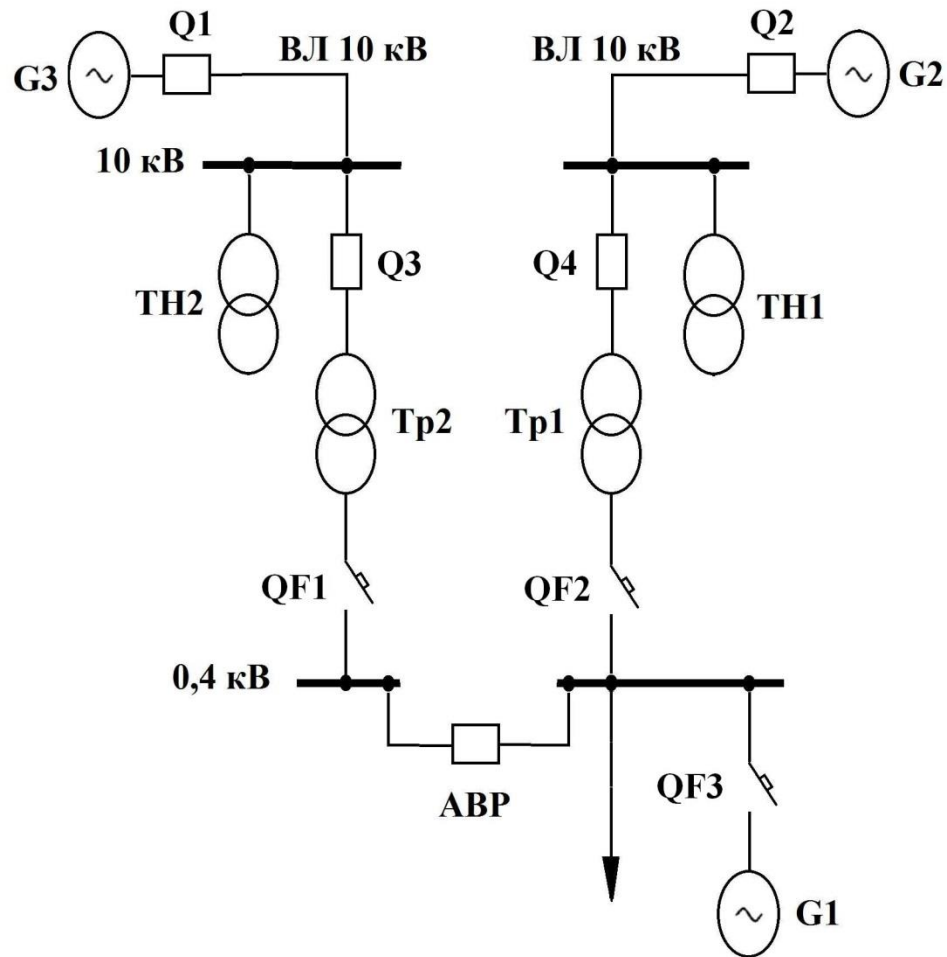 Q1
ВЛ 10 кВ
ВЛ 10 кВ
Q2
G3
G2
10 кВ
Q3
Q4
ТН2
ТН1
Тр2
Тр1
QF1
QF2
0,4 кВ
QF3
АВР
G1